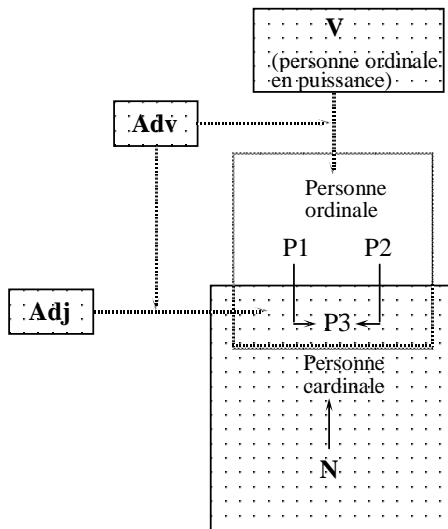 V
(personne ordinale
en puissance)
Adv
Personne
ordinale
P1 P2
Adj
P3
Personne
cardinale
N